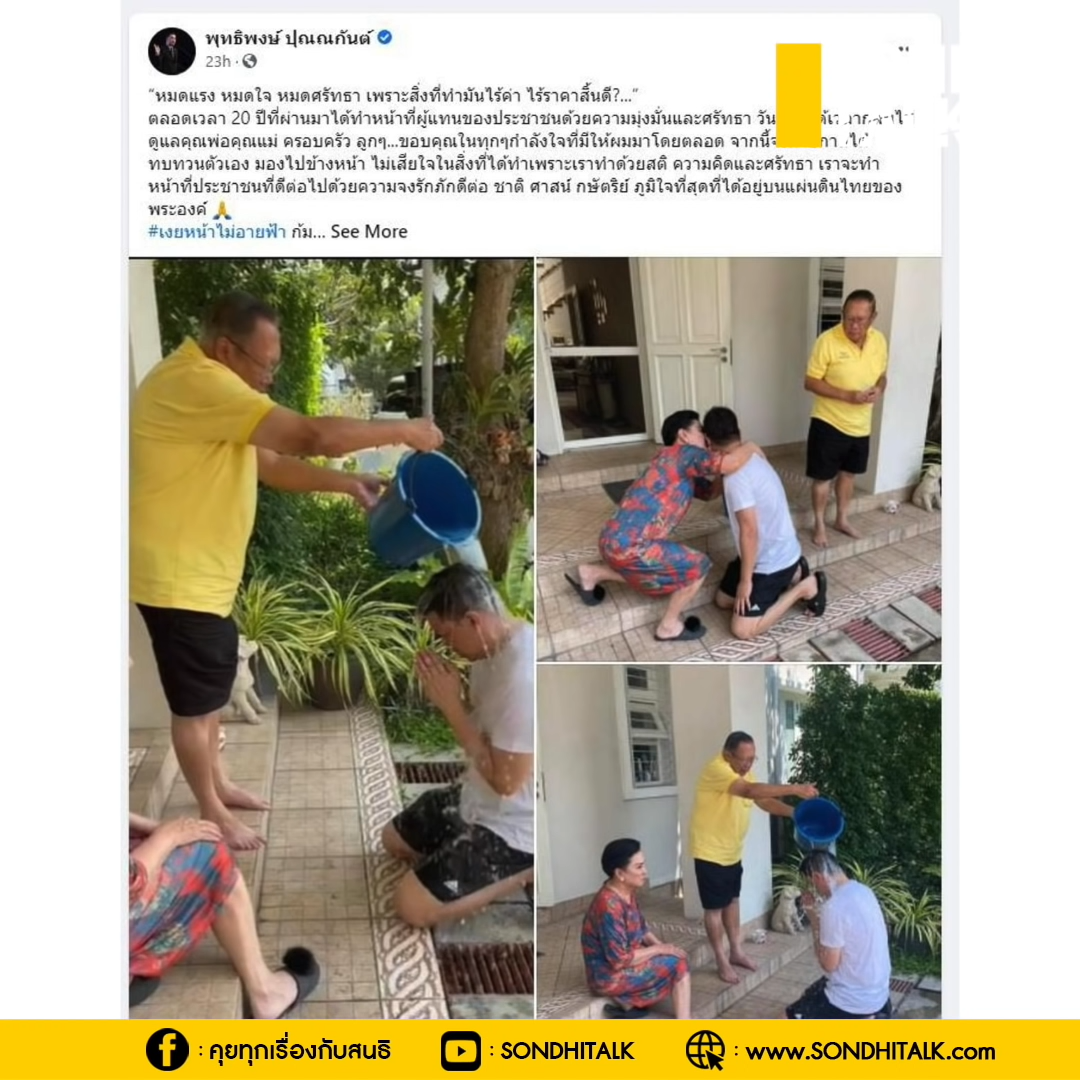 พุทธิพงษ์ ปุณณกันต์
23h
“หมดแรง หมดใจ หมดศรัทธา เพราะสิ่งที่ทำมันไร้ค่า ไร้ราคาสิ้นดี?...”
ตลอดเวลา 20 ปีที่ผ่านมาได้ทำหน้าที่ผู้แทนของประชาชนด้วยความมุ่งมั่นและศรัทธา
ดูแลคุณพ่อคุณแม่ ครอบครัว ลูกๆ...ขอบคุณในทุกๆกำลังใจที่มีให้ผมมาโดยตลอด จากนี้
ทบทวนตัวเอง มองไปข้างหน้า ไม่เสียใจในสิ่งที่ได้ทำเพราะเราทำด้วยสติ ความคิดและศรัทธา เราจะทำ
หน้าที่ประชาชนที่ดีต่อไปด้วยความจงรักภักดีต่อ ชาติ ศาสน์ กษัตริย์ ภูมิใจที่สุดที่ได้อยู่บนแผ่นดินไทยของ
พระองค์ 🙏
#เงยหน้าไม่อายฟ้า ก้ม... See More
: คุยทุกเรื่องกับสนธิ
: SONDHITALK
: www.SONDHITALK.com